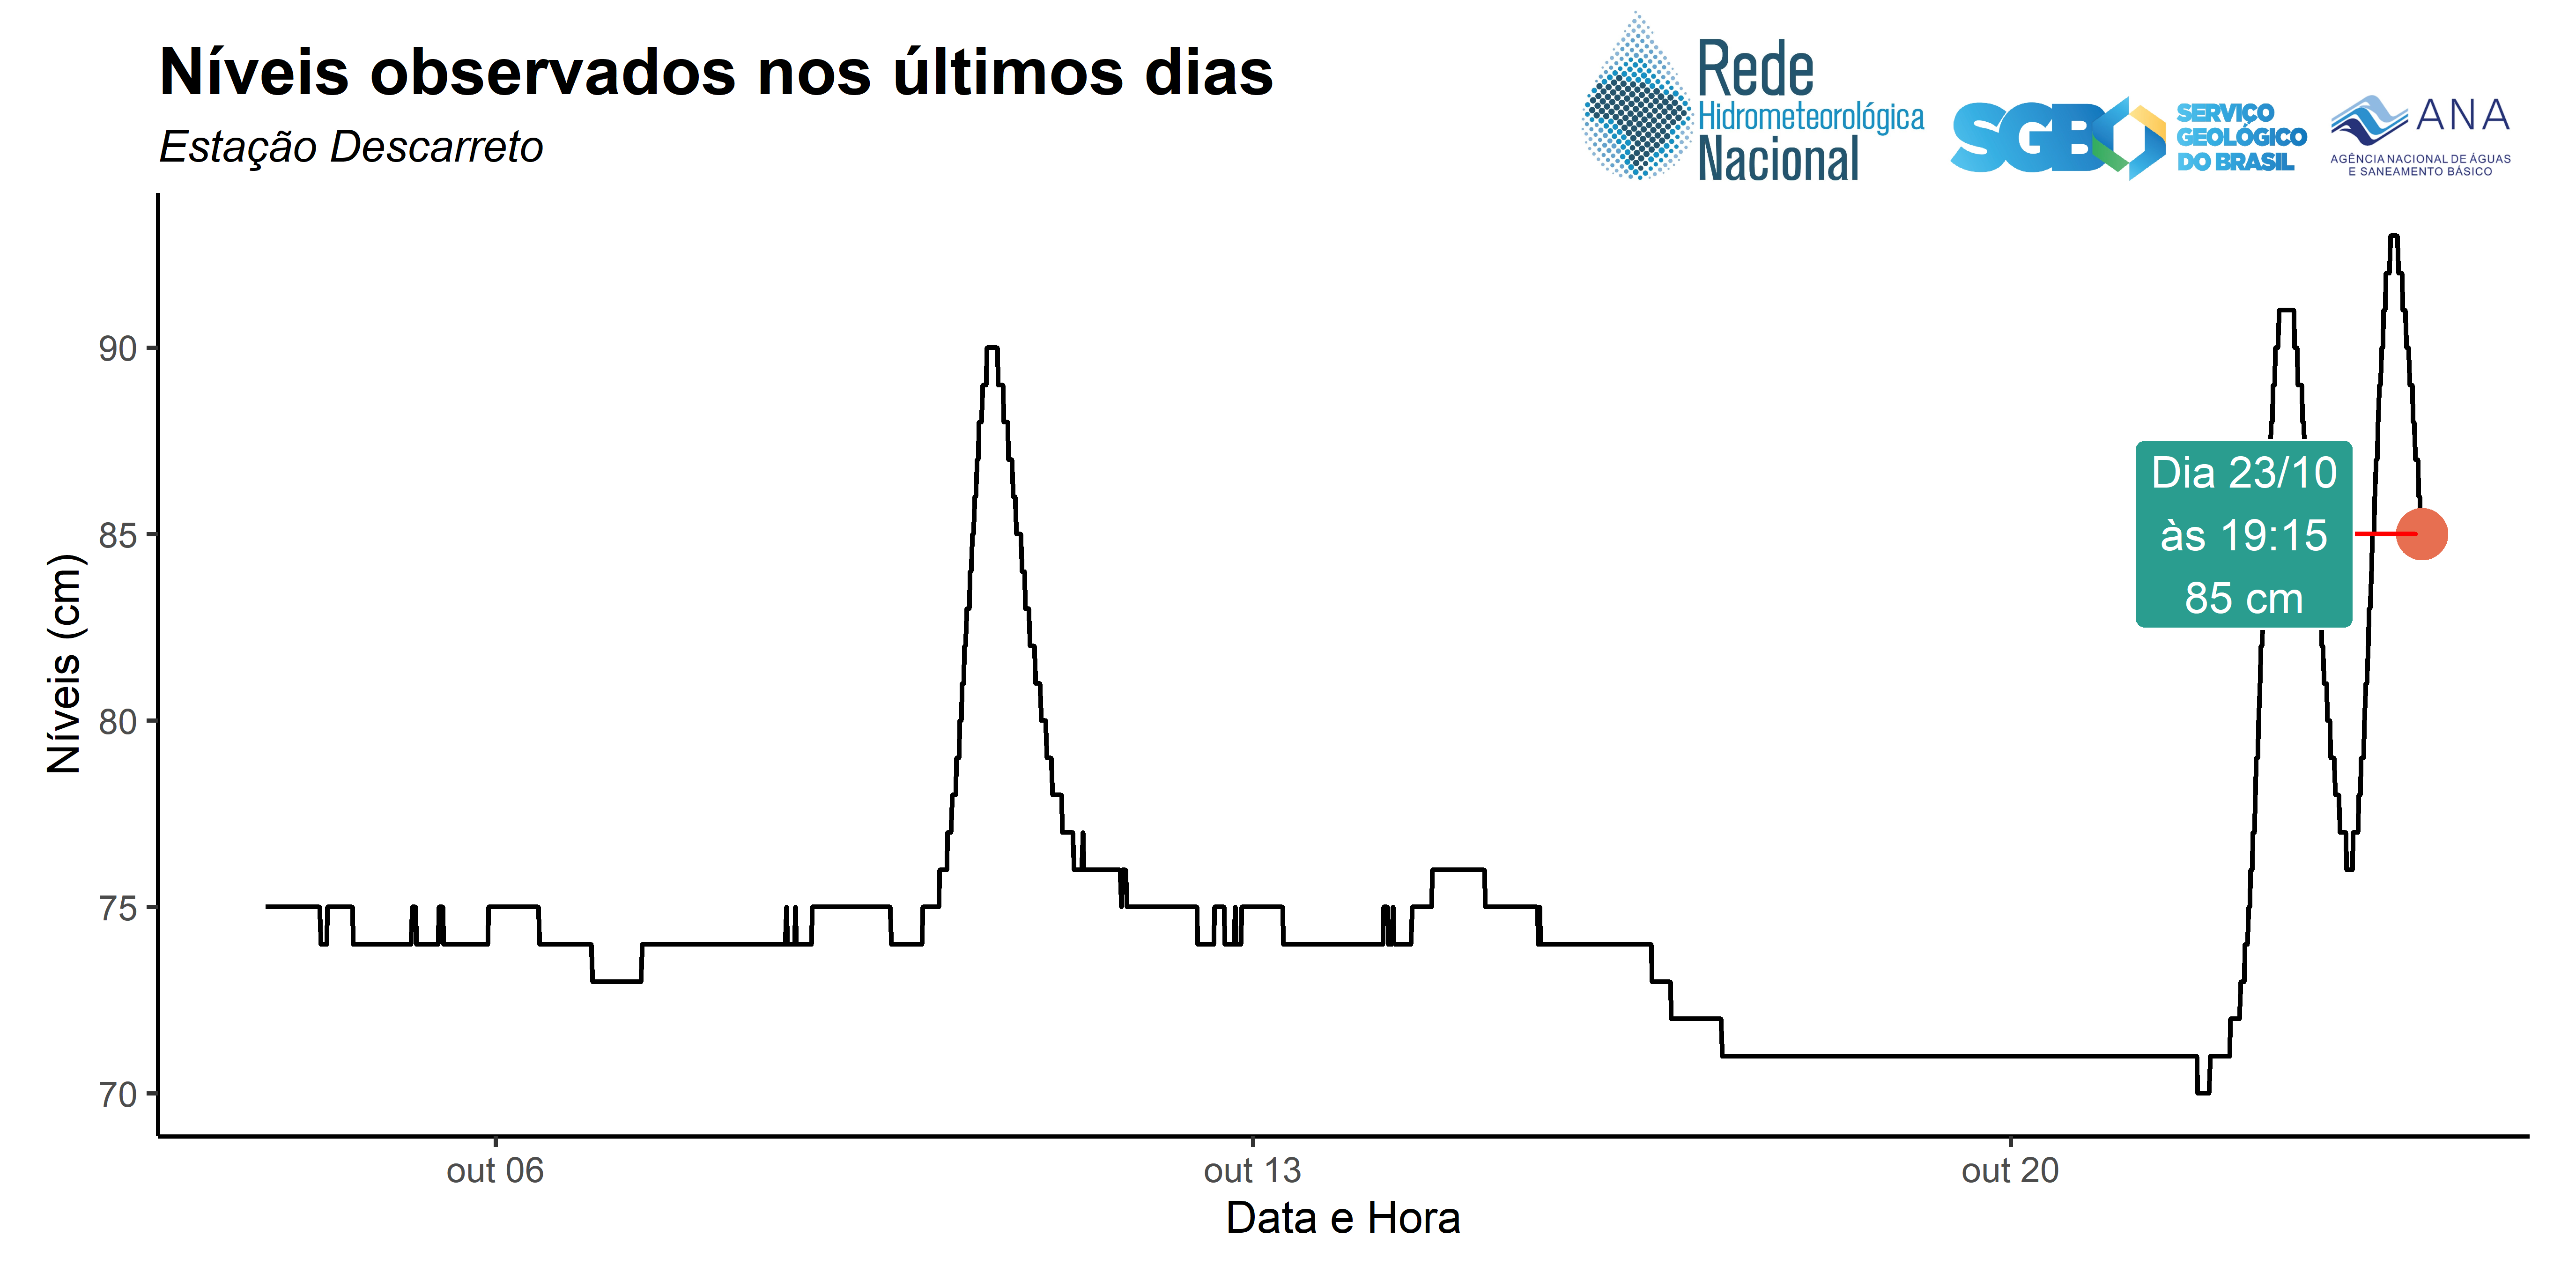 Níveis observados nos últimos dias
Estação Descarreto
Rede
Hidrometeorológica
Nacional
SGB
SERVIÇO
GEOLÓGICO
DO BRASIL
ANA
AGÊNCIA NACIONAL DE ÁGUAS
E SANEAMENTO BÁSICO
Níveis (cm)
90
85
80
75
70
Dia 23/10
às 19:15
85 cm
out 06
out 13
out 20
Data e Hora